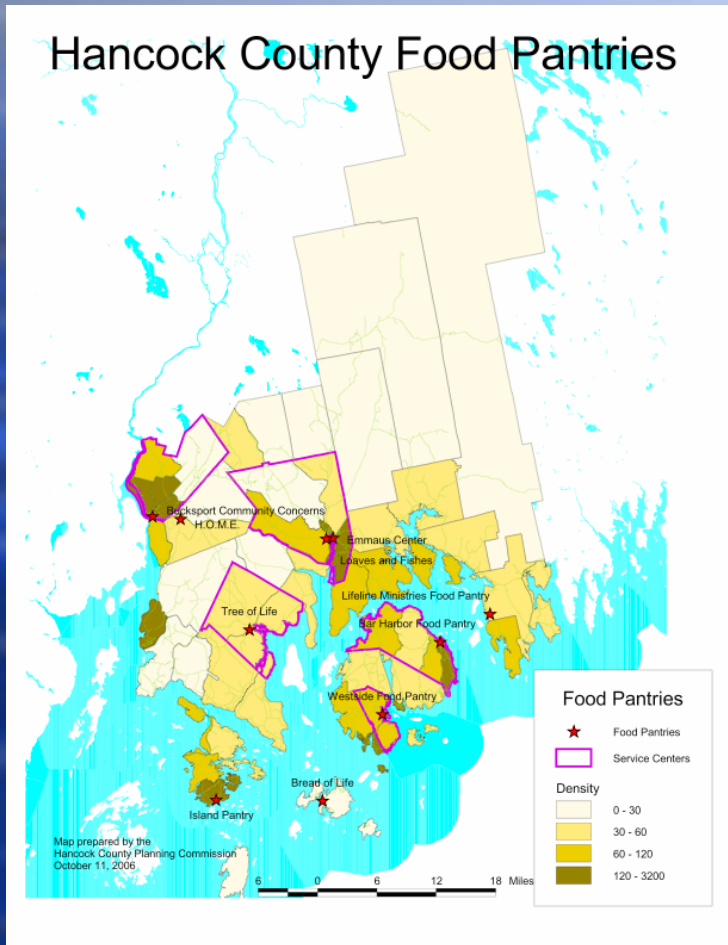 Hancock County Food Pantries
Bucksport Community Concerns
H.O.M.E.
Emmaus Center
Loaves and Fishes
Lifeline Ministries Food Pantry
Tree of Life
Bar Harbor Food Pantry
Westside Food Pantry
Bread of Life
Island Pantry
Food Pantries
Food Pantries
Service Centers
Density
0 - 30
30 - 60
60 - 120
120 - 3200
Map prepared by the
Hancock County Planning Commission
October 11, 2006
6 0 6 12 18 Miles